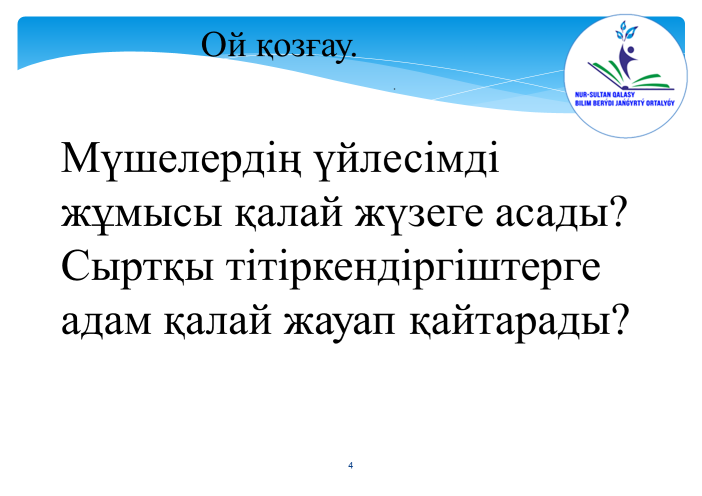 Ой қозғау.
.
NUR-SULTAN QALASY
BILIM BERÝDI JAŃǴYRTÝ ORTALYǴY
Мүшелердің үйлесімді
жұмысы қалай жүзеге асады?
Сыртқы тітіркендіргіштерге
адам қалай жауап қайтарады?
4